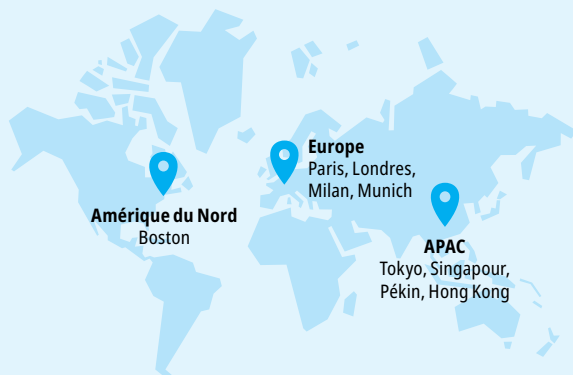 Amérique du Nord
Boston
Europe
Paris, Londres,
Milan, Munich
APAC
Tokyo, Singapour,
Pékin, Hong Kong